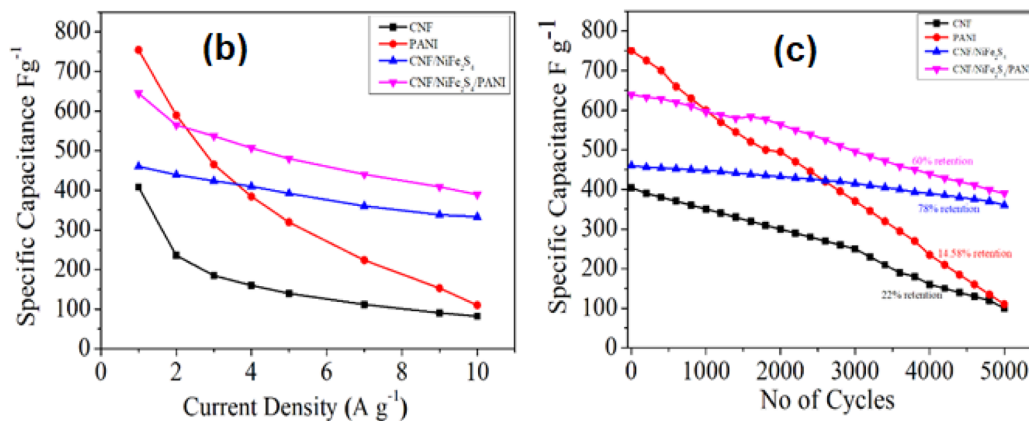 (b)
CNF
PANI
CNF/NiFe₂S₄
CNF/NiFe₂S₄/PANI
Specific Capacitance Fg⁻¹
800
700
600
500
400
300
200
100
0
0 2 4 6 8 10
Current Density (A g⁻¹)
(c)
CNF
PANI
CNF/NiFe₂S₄
CNF/NiFe₂S₄/PANI
Specific Capacitance F g⁻¹
800
700
600
500
400
300
200
100
0
60% retention
78% retention
14.58% retention
22% retention
0 1000 2000 3000 4000 5000
No of Cycles